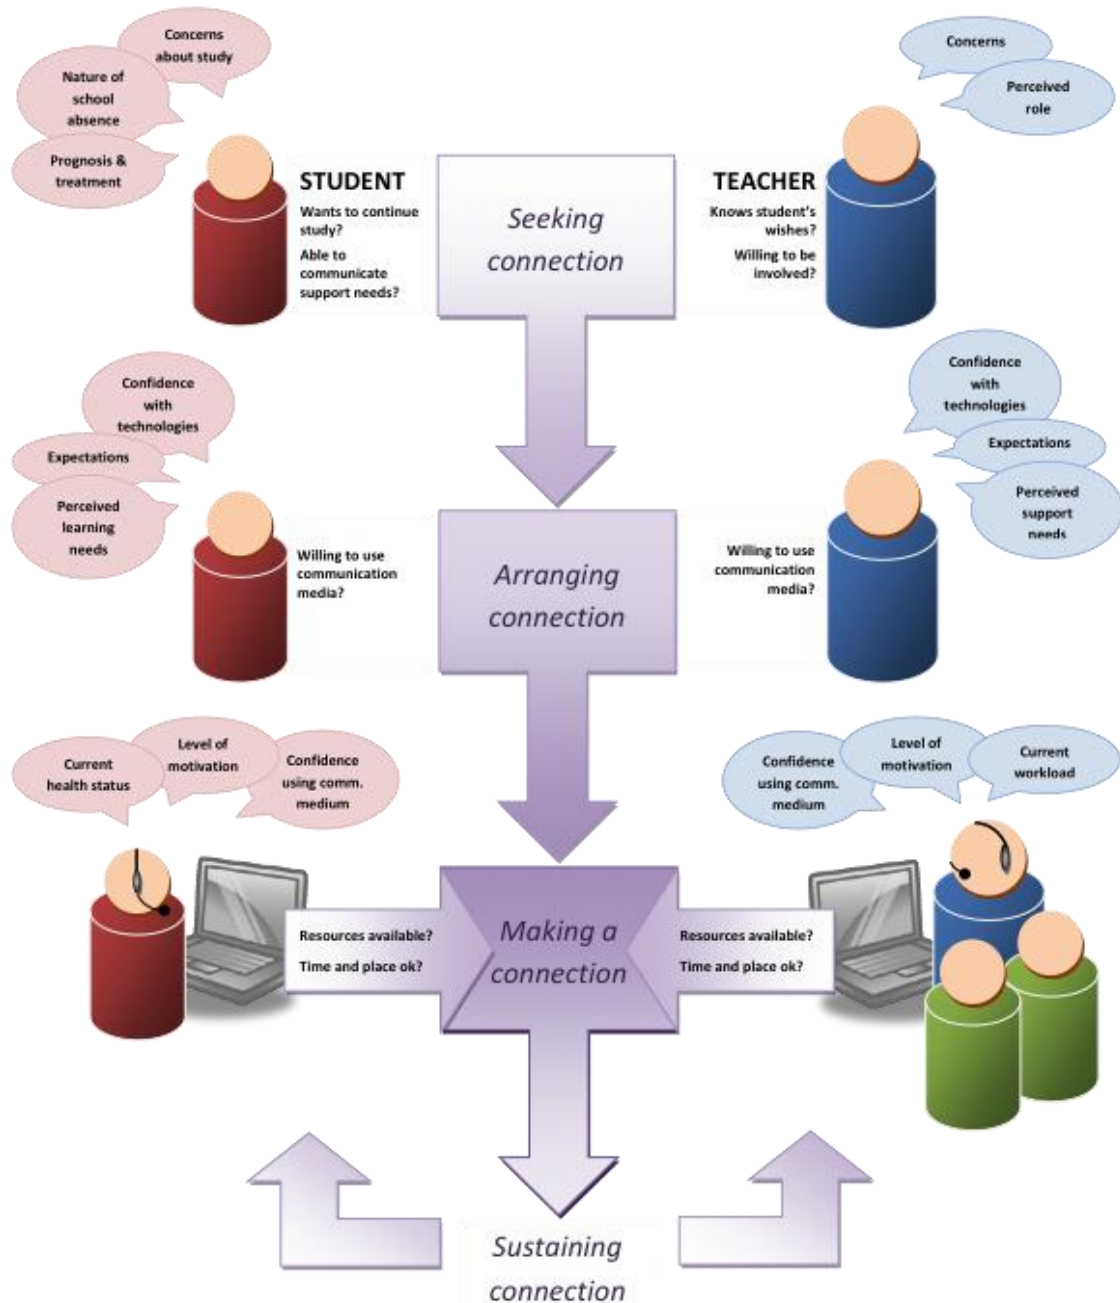 Concerns
about study
Nature of
school
absence
Prognosis &
treatment
STUDENT
Wants to continue
study?
Able to
communicate
support needs?
Seeking
connection
TEACHER
Knows student's
wishes?
Willing to be
involved?
Concerns
Perceived
role
Confidence
with
technologies
Expectations
Perceived
learning
needs
Willing to use
communication
media?
Arranging
connection
Willing to use
communication
media?
Confidence
with
technologies
Expectations
Perceived
support
needs
Current
health status
Level of
motivation
Confidence
using comm.
medium
Resources available?
Time and place ok?
Making a
connection
Resources available?
Time and place ok?
Confidence
using comm.
medium
Level of
motivation
Current
workload
Sustaining
connection